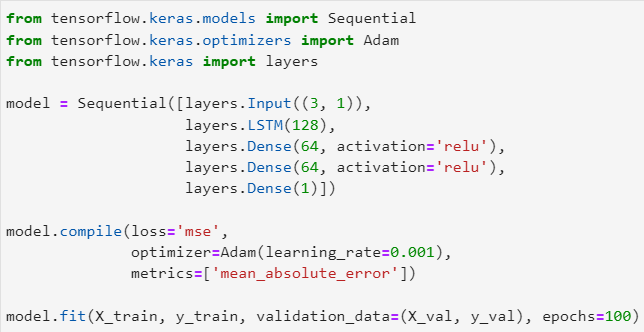 from tensorflow.keras.models import Sequential
from tensorflow.keras.optimizers import Adam
from tensorflow.keras import layers

model = Sequential([layers.Input((3, 1)),
                    layers.LSTM(128),
                    layers.Dense(64, activation='relu'),
                    layers.Dense(64, activation='relu'),
                    layers.Dense(1)])

model.compile(loss='mse',
              optimizer=Adam(learning_rate=0.001),
              metrics=['mean_absolute_error'])

model.fit(X_train, y_train, validation_data=(X_val, y_val), epochs=100)